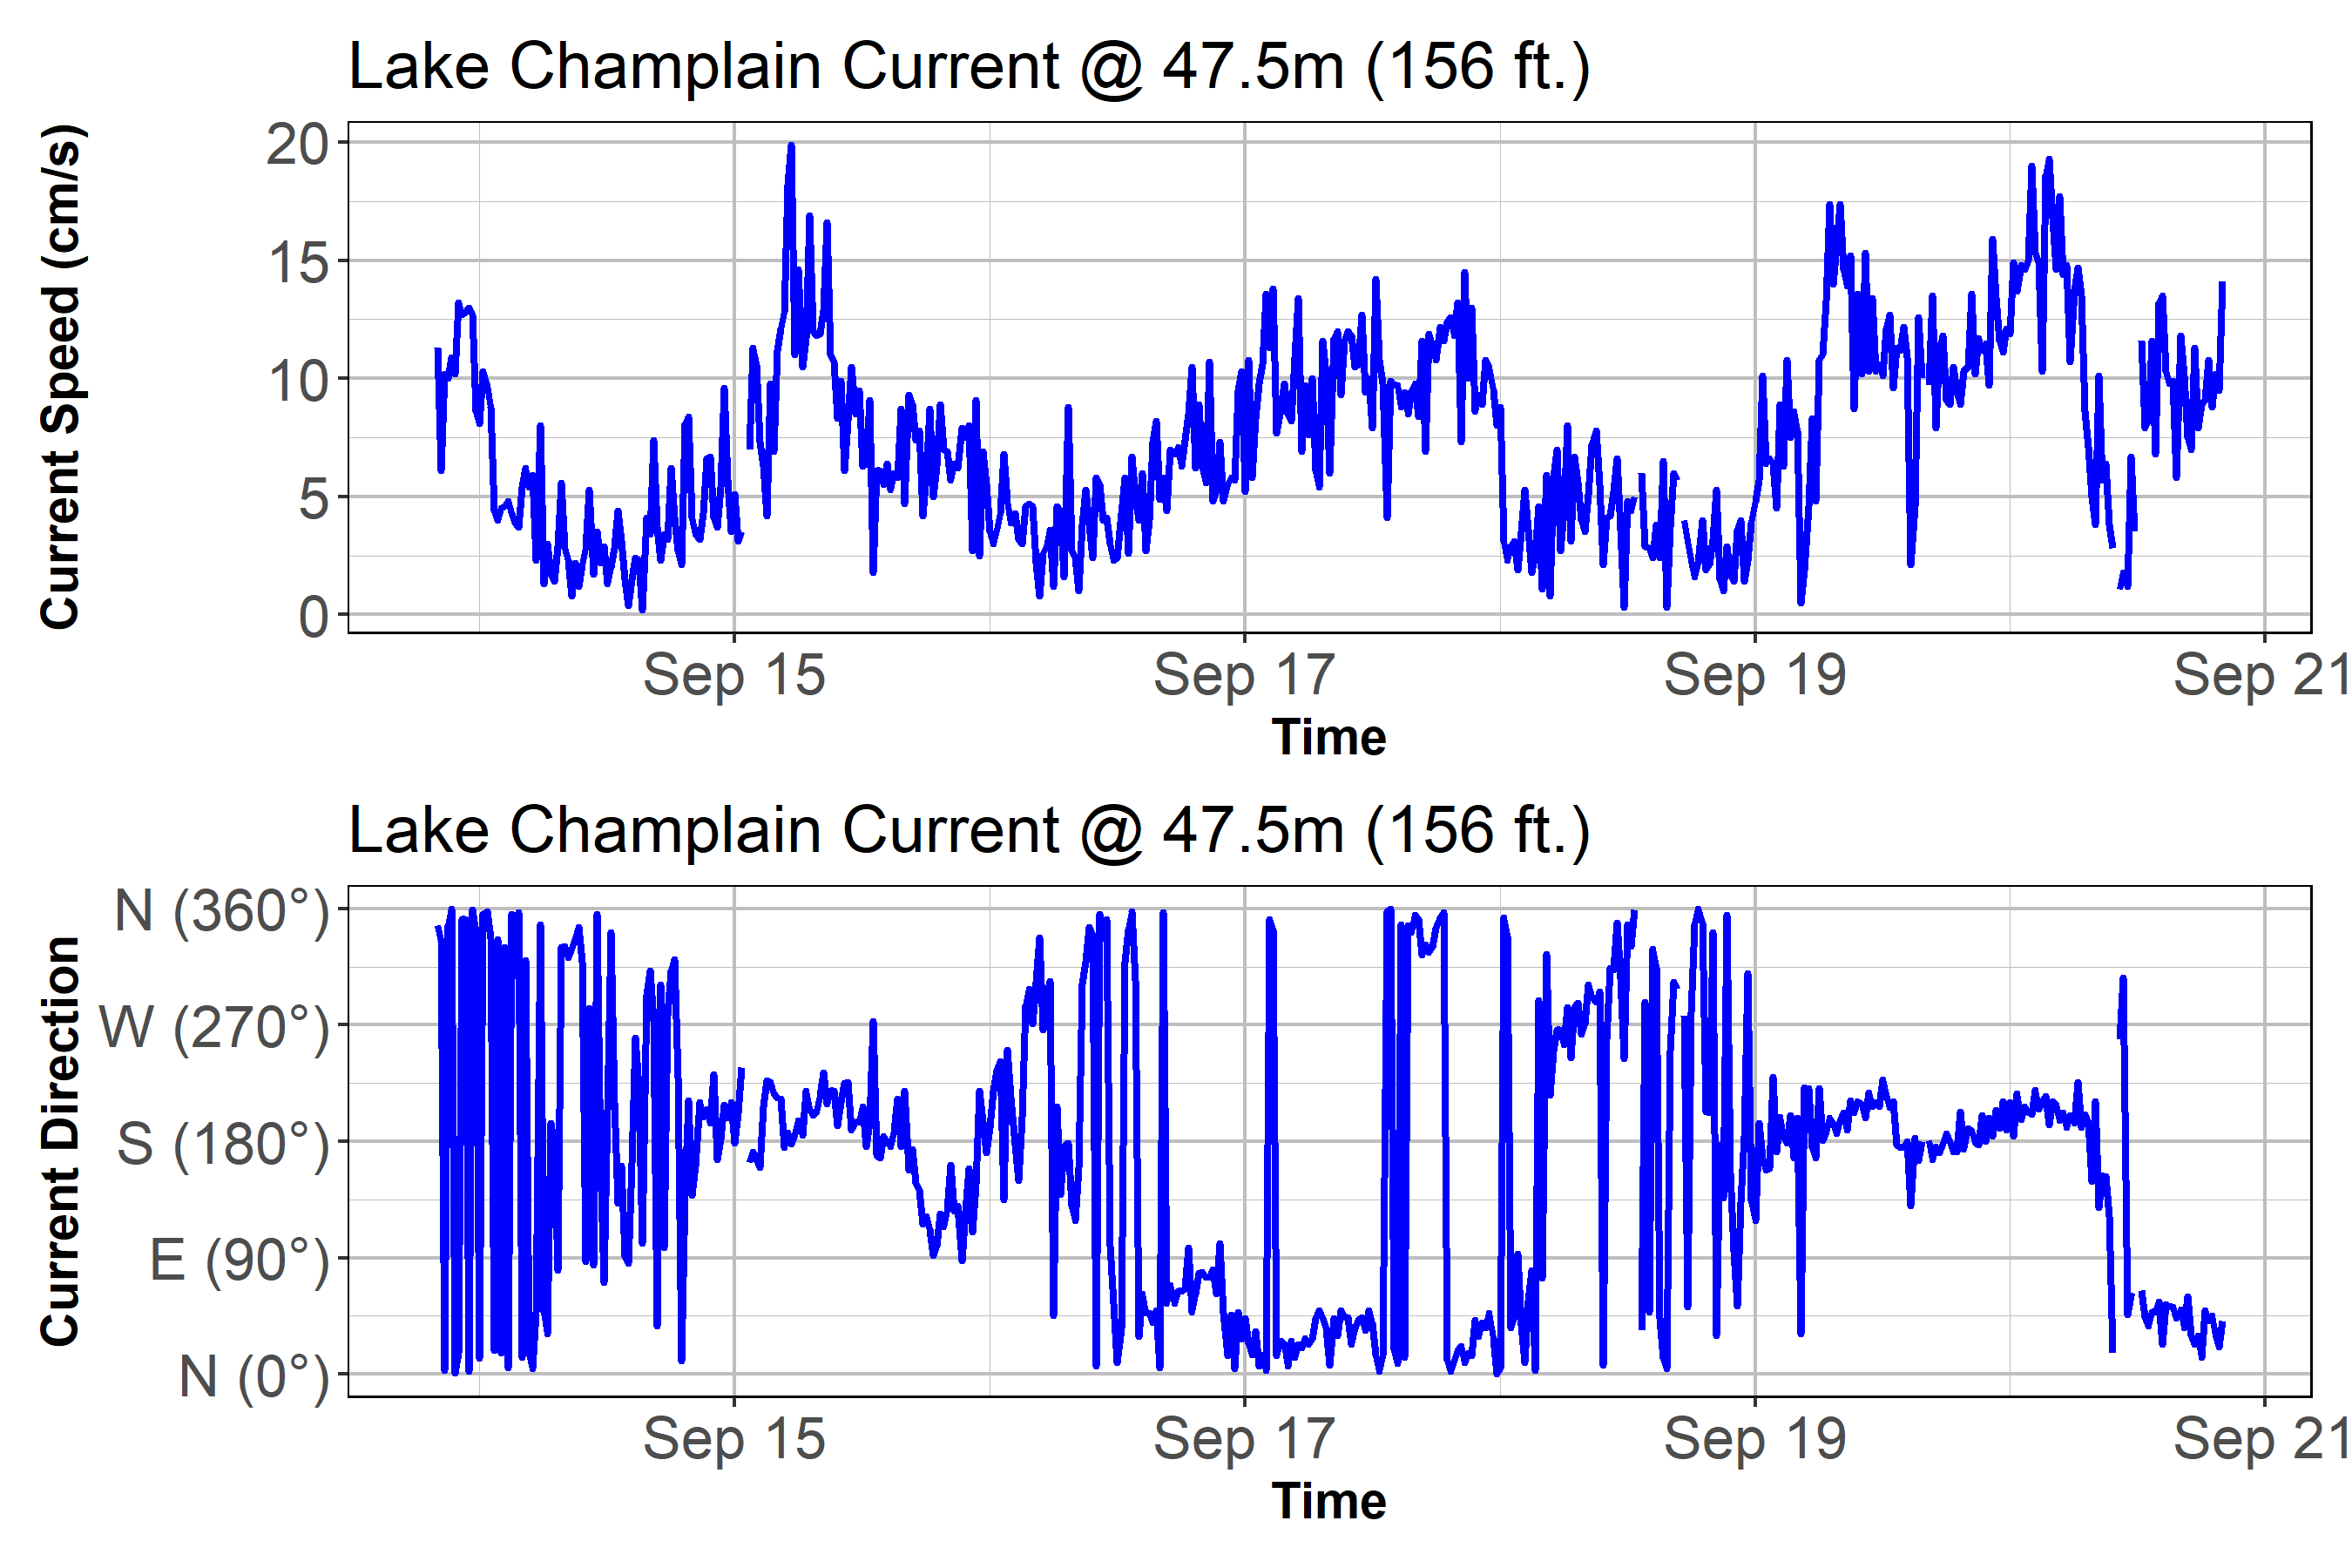 Lake Champlain Current @ 47.5m (156 ft.)
Current Speed (cm/s)
20
15
10
5
0
Sep 15 Sep 17 Sep 19 Sep 21
Time
Lake Champlain Current @ 47.5m (156 ft.)
Current Direction
N (360°)
W (270°)
S (180°)
E (90°)
N (0°)
Sep 15 Sep 17 Sep 19 Sep 21
Time